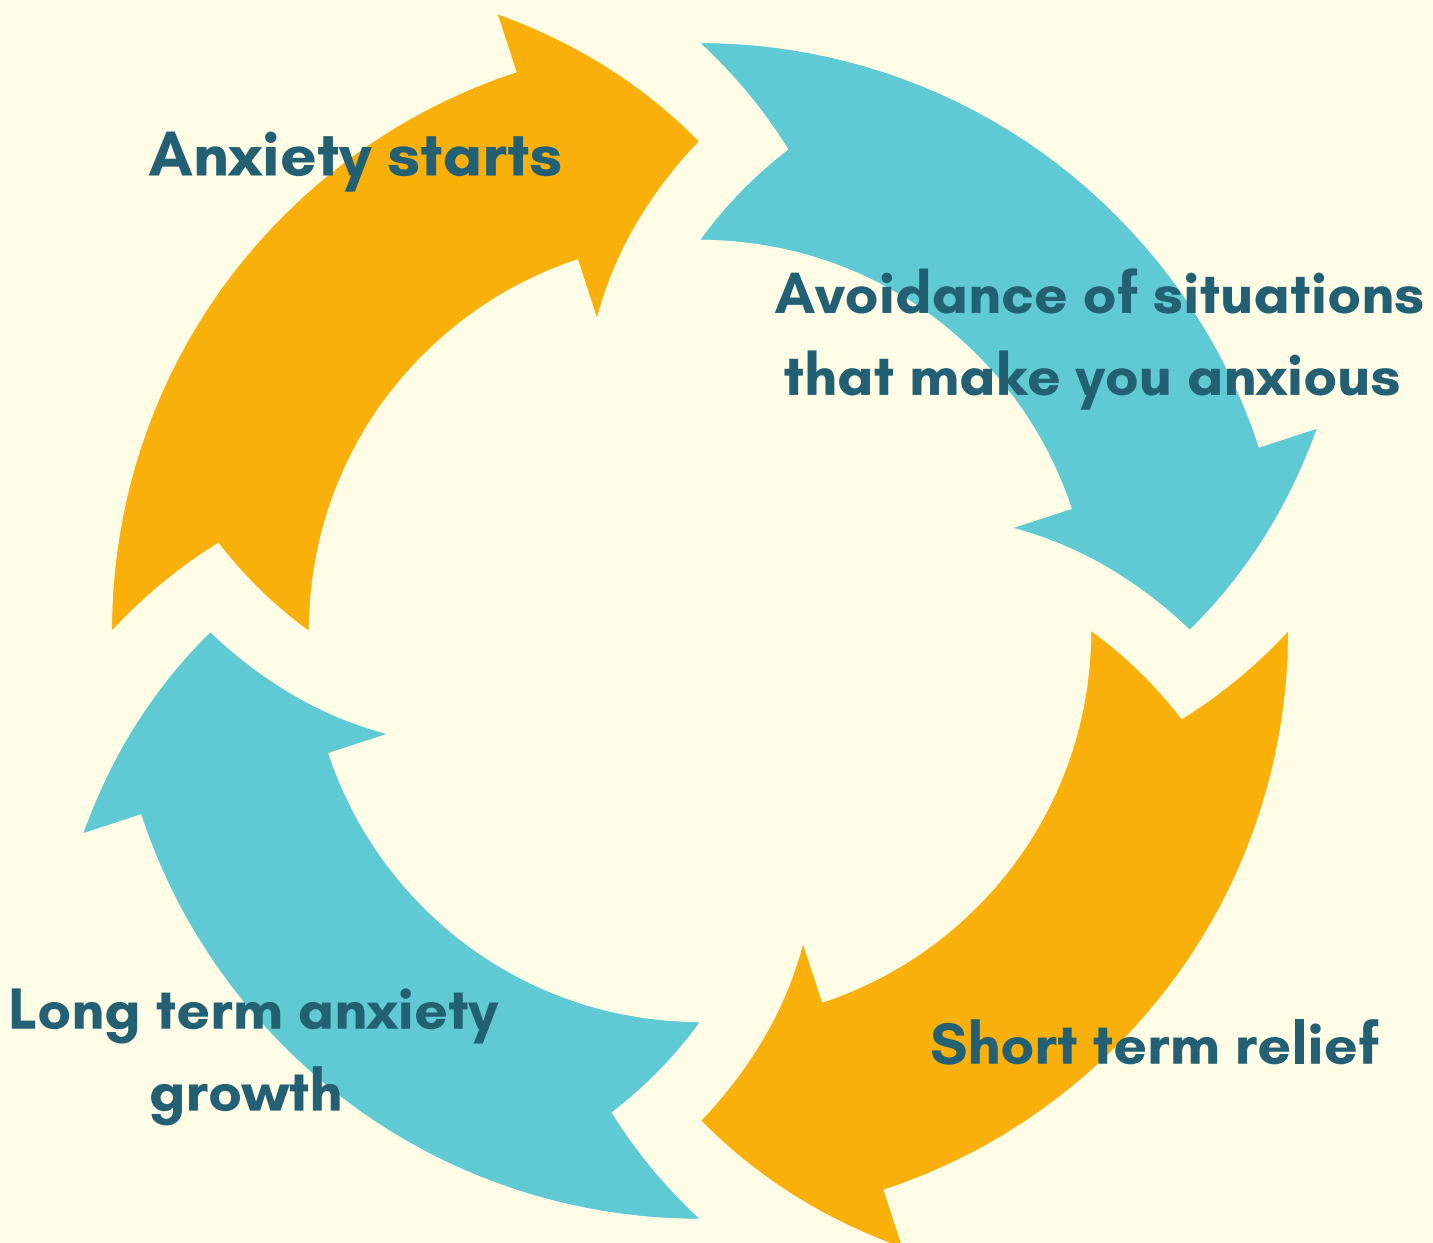 Anxiety starts
Avoidance of situations
that make you anxious
Short term relief
Long term anxiety
growth